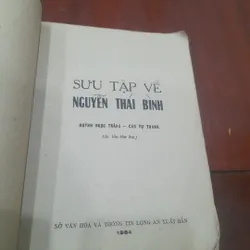 SƯU TẬP VỀ
NGUYỄN THÁI BÌNH
HUỲNH NGỌC TRẢNG – CAO TỰ THANH
SỞ VĂN HÓA VÀ THÔNG TIN LONG AN XUẤT BẢN
1984